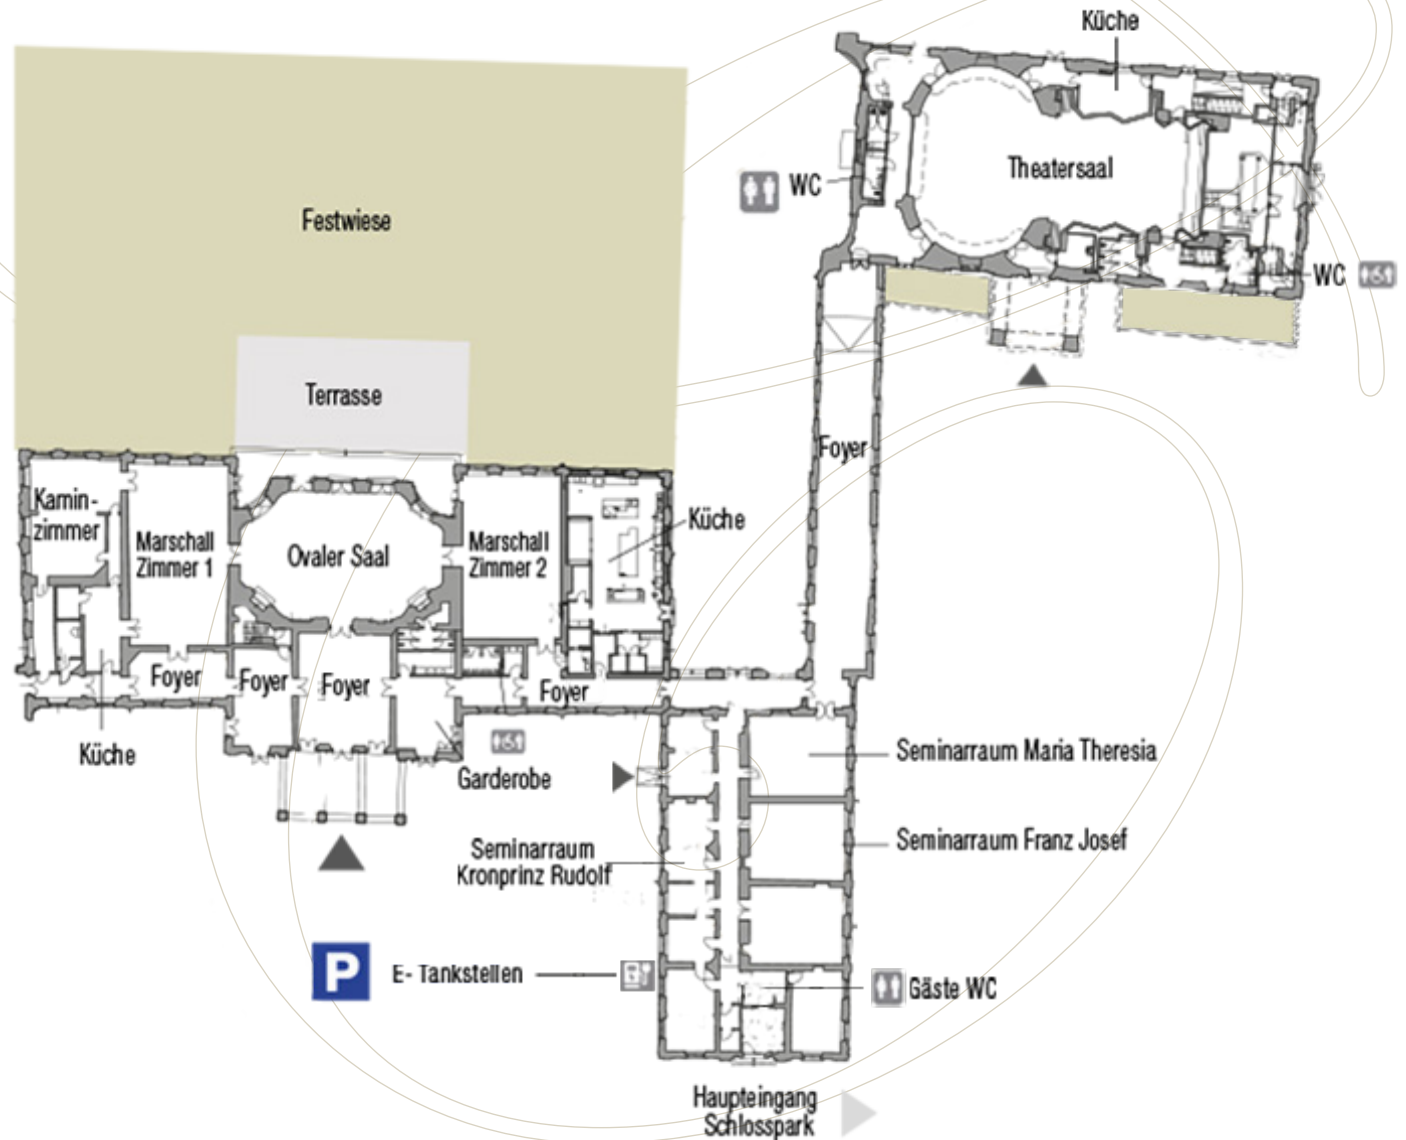 Küche
Festwiese
Theatersaal
WC
WC
Terrasse
Foyer
Kamin-
zimmer
Marschall
Zimmer 1
Ovaler Saal
Marschall
Zimmer 2
Küche
Foyer
Foyer
Foyer
Foyer
Küche
Garderobe
Seminarraum Maria Theresia
Seminarraum Franz Josef
Seminarraum
Kronprinz Rudolf
P
E- Tankstellen
Gäste WC
Haupteingang
Schlosspark